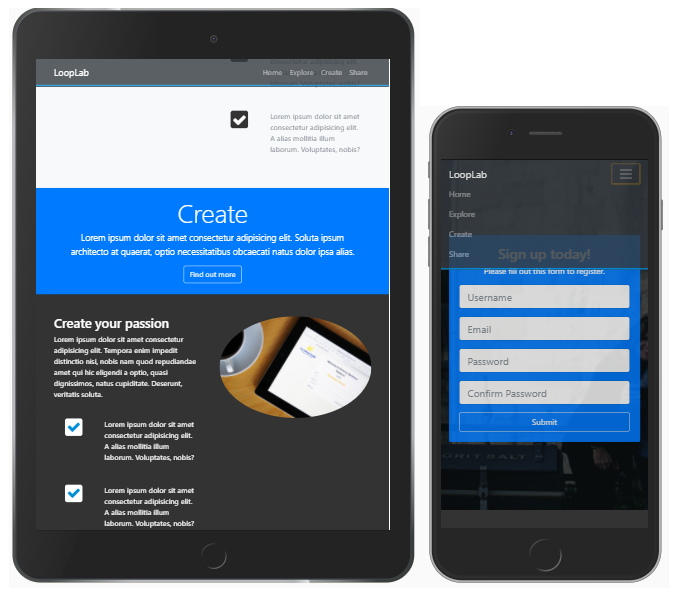 LoopLab
Home Explore Create Share
Lorem ipsum dolor sit amet
consectetur adipisicing elit.
A alias mollitia illum
laborum. Voluptates, nobis?
Create
Lorem ipsum dolor sit amet consectetur adipisicing elit. Soluta ipsum
architecto at quaerat, optio necessitatibus obcaecati natus dolor ipsa alias.
Find out more
Create your passion
Lorem ipsum dolor sit amet, consectetur
adipisicing elit. Tempora enim impedit
distinctio nisi, nobis nam quod repudiandae
amet qui hic eligendi a optio, quasi
dignissimos, natus cupiditate. Deserunt,
veritatis soluta.
Lorem ipsum dolor sit amet
consectetur adipisicing elit.
A alias mollitia illum
laborum. Voluptates, nobis?
Lorem ipsum dolor sit amet
consectetur adipisicing elit.
A alias mollitia illum
laborum. Voluptates, nobis?
LoopLab
Home
Explore
Create
Share
Sign up today!
Please fill out this form to register.
Username
Email
Password
Confirm Password
Submit
GRIT SALT